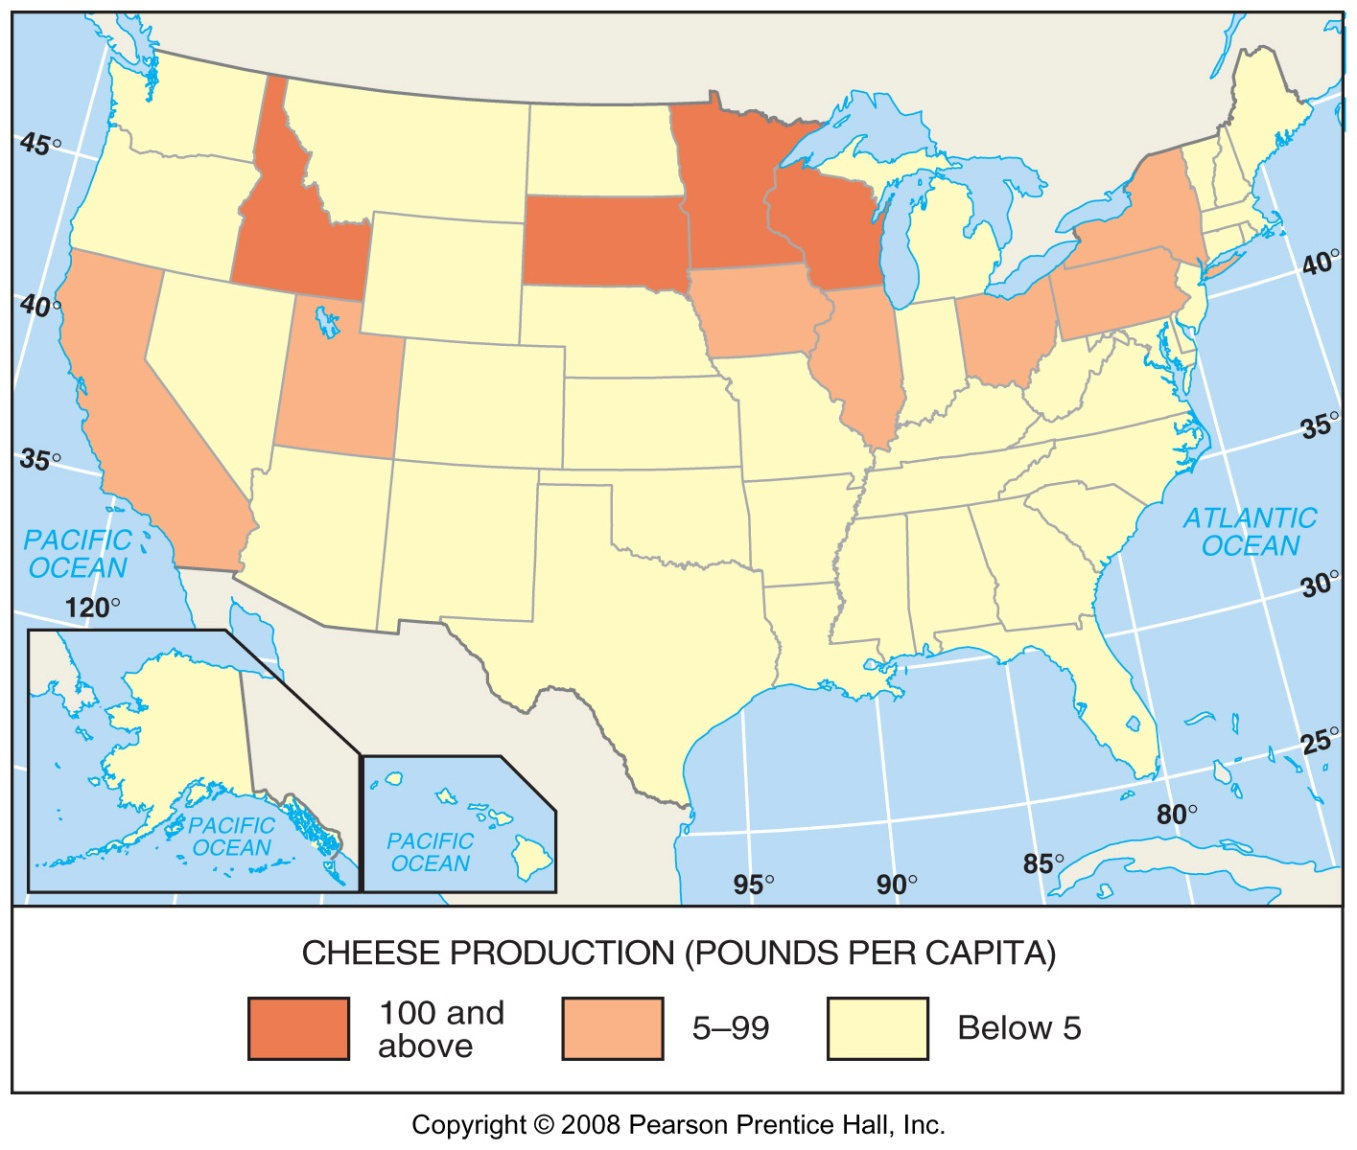 45°
40°
35°
PACIFIC
OCEAN
120°
40°
35°
ATLANTIC
OCEAN
30°
25°
80°
85°
90°
95°
PACIFIC
OCEAN
PACIFIC
OCEAN
CHEESE PRODUCTION (POUNDS PER CAPITA)
100 and
above
5–99
Below 5
Copyright © 2008 Pearson Prentice Hall, Inc.